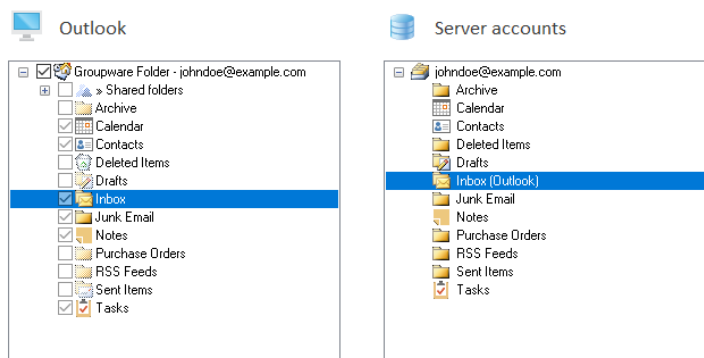 Outlook
Groupware Folder - johndoe@example.com
» Shared folders
Archive
Calendar
Contacts
Deleted Items
Drafts
Inbox
Junk Email
Notes
Purchase Orders
RSS Feeds
Sent Items
Tasks
Server accounts
johndoe@example.com
Archive
Calendar
Contacts
Deleted Items
Drafts
Inbox (Outlook)
Junk Email
Notes
Purchase Orders
RSS Feeds
Sent Items
Tasks